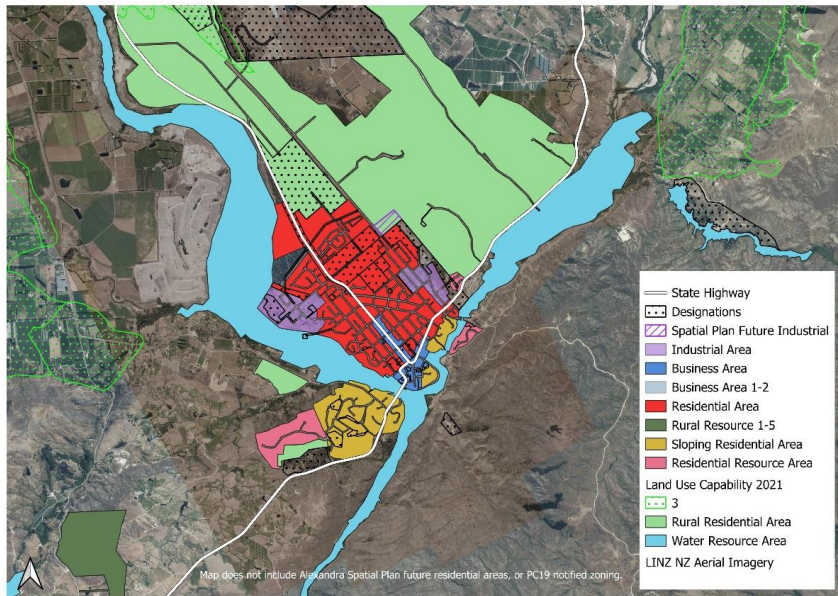 State Highway
Designations
Spatial Plan Future Industrial
Industrial Area
Business Area
Business Area 1-2
Residential Area
Rural Resource 1-5
Sloping Residential Area
Residential Resource Area
Land Use Capability 2021
3
Rural Residential Area
Water Resource Area
LINZ NZ Aerial Imagery
Map does not include Alexandra Spatial Plan future residential areas, or PC19 notified zoning.